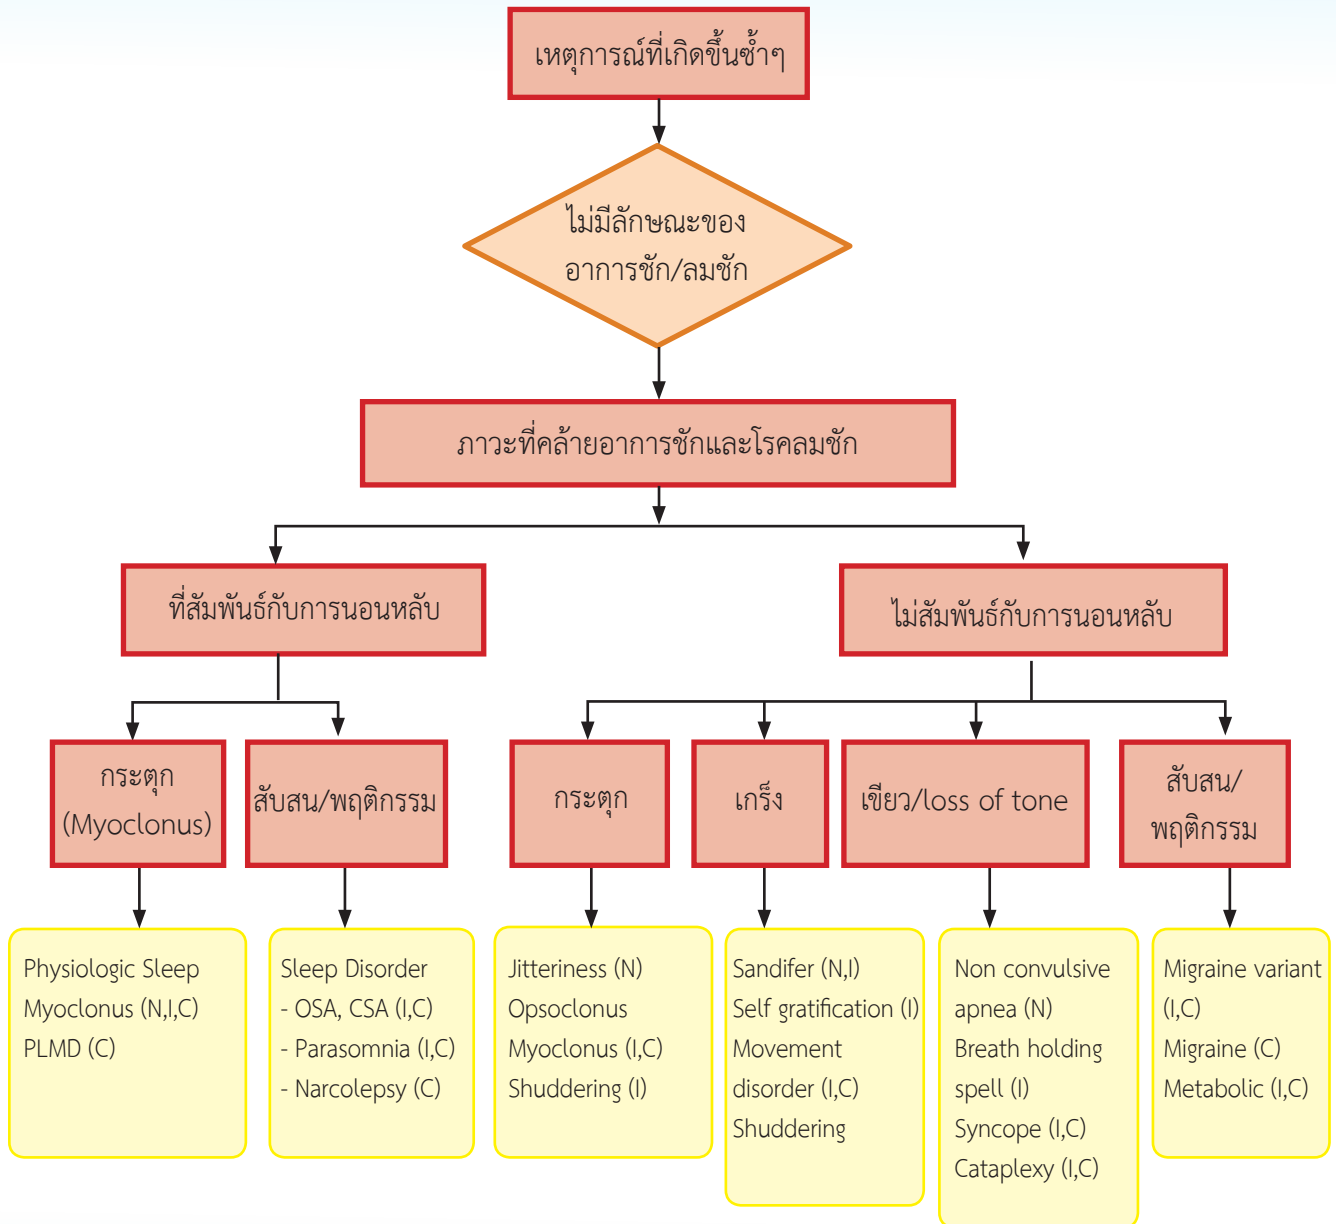 เหตุการณ์ที่เกิดขึ้นซ้ำๆ
ไม่มีลักษณะของ
อาการชัก/ลมชัก
ภาวะที่คล้ายอาการชักและโรคลมชัก
ที่สัมพันธ์กับการนอนหลับ
ไม่สัมพันธ์กับการนอนหลับ
กระตุก
(Myoclonus)
สับสน/พฤติกรรม
กระตุก
เกร็ง
เขียว/loss of tone
สับสน/
พฤติกรรม
Physiologic Sleep
Myoclonus (N,I,C)
PLMD (C)
Sleep Disorder
- OSA, CSA (I,C)
- Parasomnia (I,C)
- Narcolepsy (C)
Jitteriness (N)
Opsoclonus
Myoclonus (I,C)
Shuddering (I)
Sandifer (N,I)
Self gratification (I)
Movement
disorder (I,C)
Shuddering
Non convulsive
apnea (N)
Breath holding
spell (I)
Syncope (I,C)
Cataplexy (I,C)
Migraine variant
(I,C)
Migraine (C)
Metabolic (I,C)